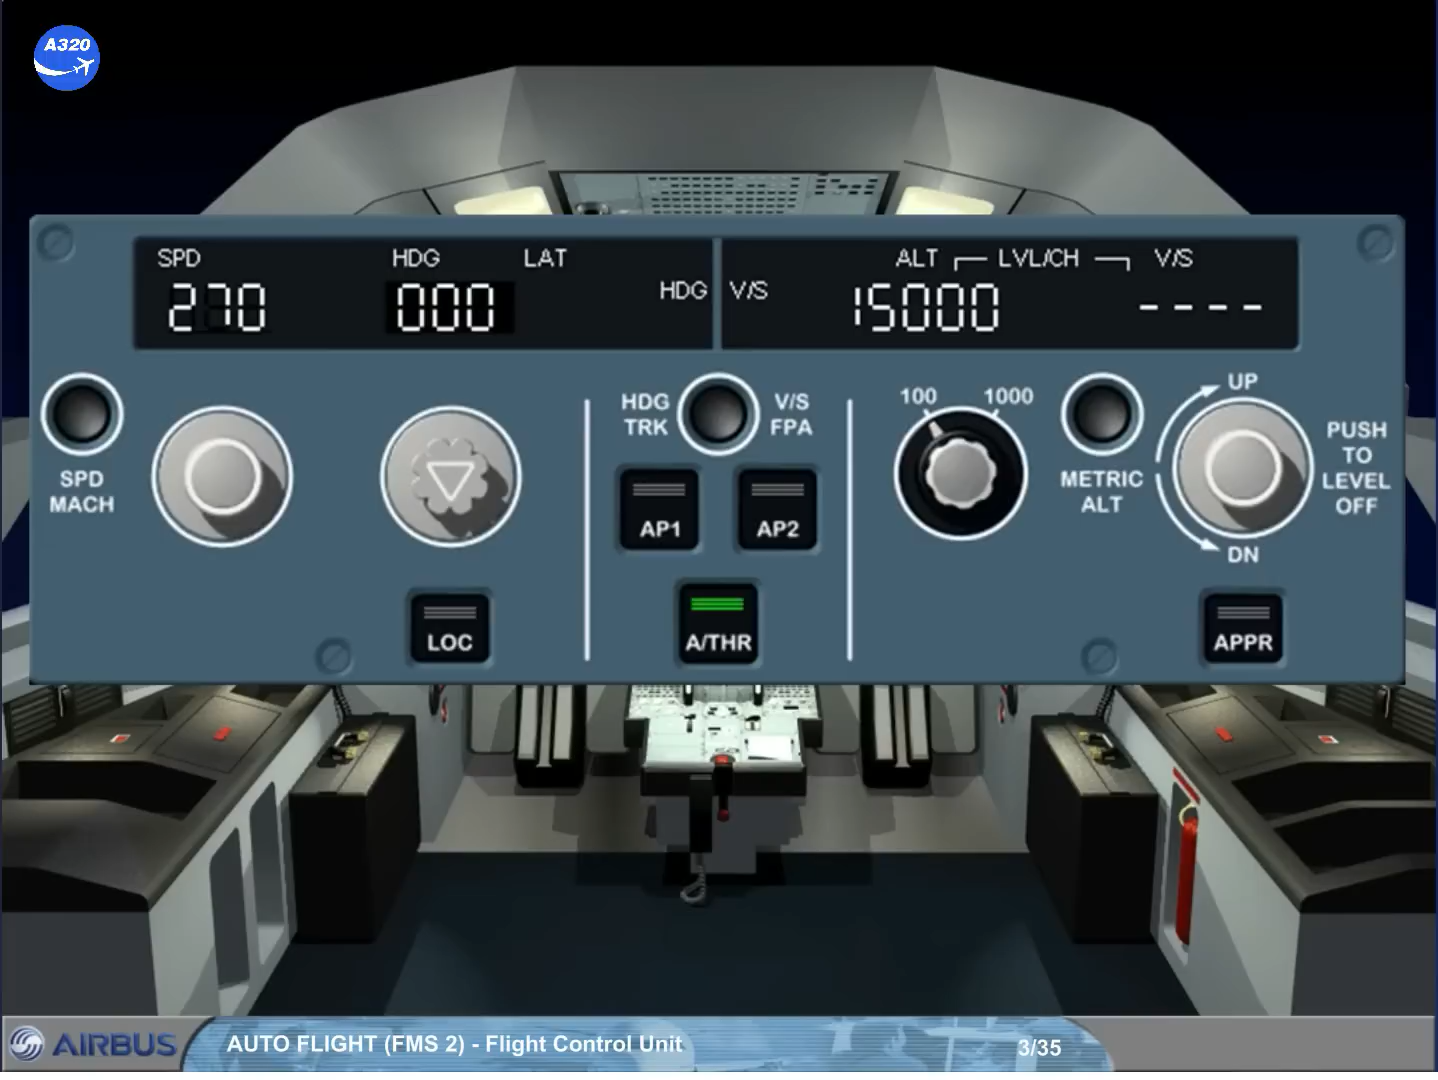 A320
SPD HDG LAT ALT LVL/CH V/S
HDG V/S
270 000 15000 ----
SPD
MACH
HDG
TRK
V/S
FPA
AP1 AP2
A/THR
LOC
100 1000
METRIC
ALT
UP
DN
PUSH
TO
LEVEL
OFF
APPR
AIRBUS
AUTO FLIGHT (FMS 2) - Flight Control Unit
3/35